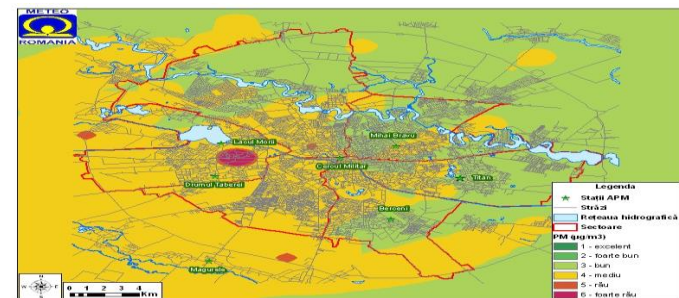 METEO
ROMANIA
Lacul Morii
Mihai Bravu
Cercul Militar
Drumul Taberei
Titan
Berceni
Magurele
N
W
E
S
0 1 2 3 4
Km
Legenda
Stații APM
Străzi
Rețeaua hidrografică
Sectoare
PM (µg/m3)
1 - excelent
2 - foarte bun
3 - bun
4 - mediu
5 - rău
6 - foarte rău